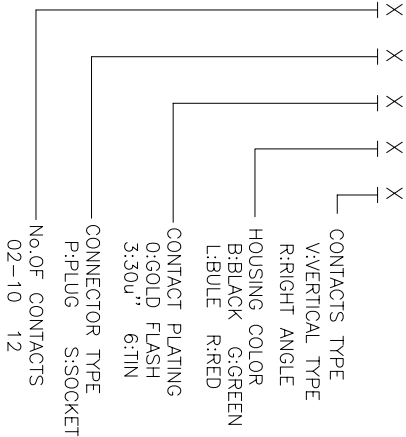 X X X X X
CONTACTS TYPE
V:VERTICAL TYPE
R:RIGHT ANGLE
HOUSING COLOR
B:BLACK G:GREEN
L:BULE R:RED
CONTACT PLATING
0:GOLD FLASH
3:30u" 6:TIN
CONNECTOR TYPE
P:PLUG S:SOCKET
No.OF CONTACTS
02-10 12